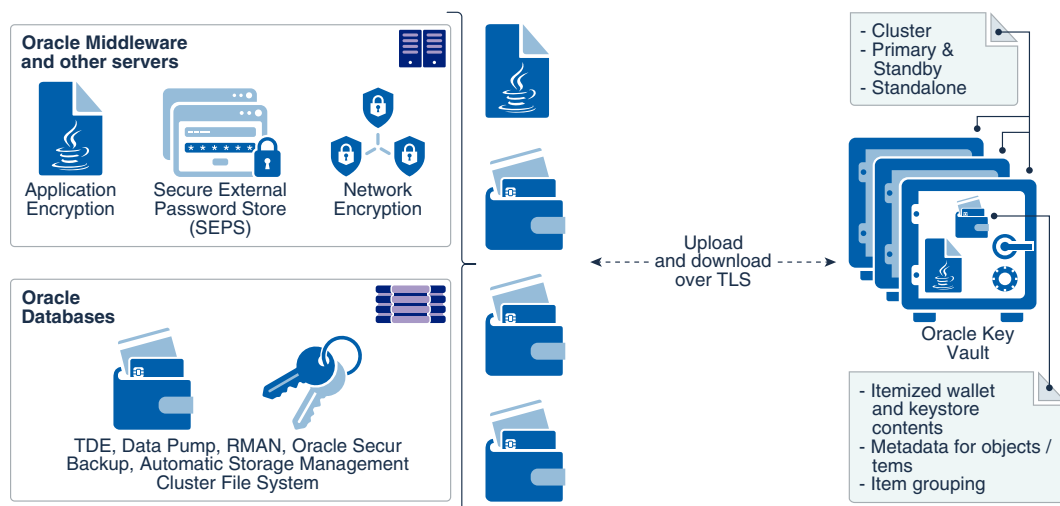 Oracle Middleware
and other servers
Application
Encryption
Secure External
Password Store
(SEPS)
Network
Encryption
Oracle
Databases
TDE, Data Pump, RMAN, Oracle Secur
Backup, Automatic Storage Management
Cluster File System
Upload
and download
over TLS
- Cluster
- Primary &
Standby
- Standalone
Oracle Key
Vault
- Itemized wallet
and keystore
contents
- Metadata for objects /
tems
- Item grouping